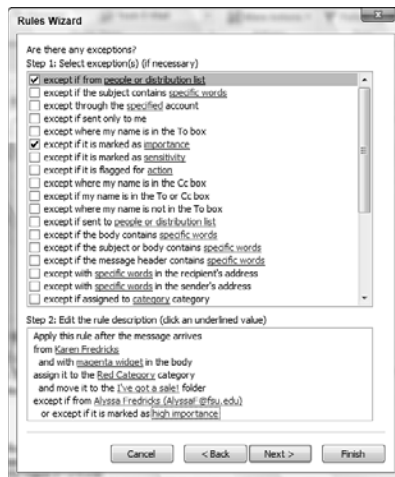 Rules Wizard
Are there any exceptions?
Step 1: Select exception(s) (if necessary)
except if from people or distribution list
except if the subject contains specific words
except through the specified account
except if sent only to me
except where my name is in the To box
except if it is marked as importance
except if it is marked as sensitivity
except if it is flagged for action
except where my name is in the Cc box
except if my name is in the To or Cc box
except where my name is not in the To box
except if sent to people or distribution list
except if the body contains specific words
except if the subject or body contains specific words
except if the message header contains specific words
except with specific words in the recipient's address
except with specific words in the sender's address
except if assigned to category category
Step 2: Edit the rule description (click an underlined value)
Apply this rule after the message arrives
from Karen Fredricks
and with magenta widget in the body
assign it to the Red Category category
and move it to the I've got a sale! folder
except if from Alyssa Fredricks (AlyssaF@fsu.edu)
or except if it is marked as high importance
Cancel
< Back
Next >
Finish